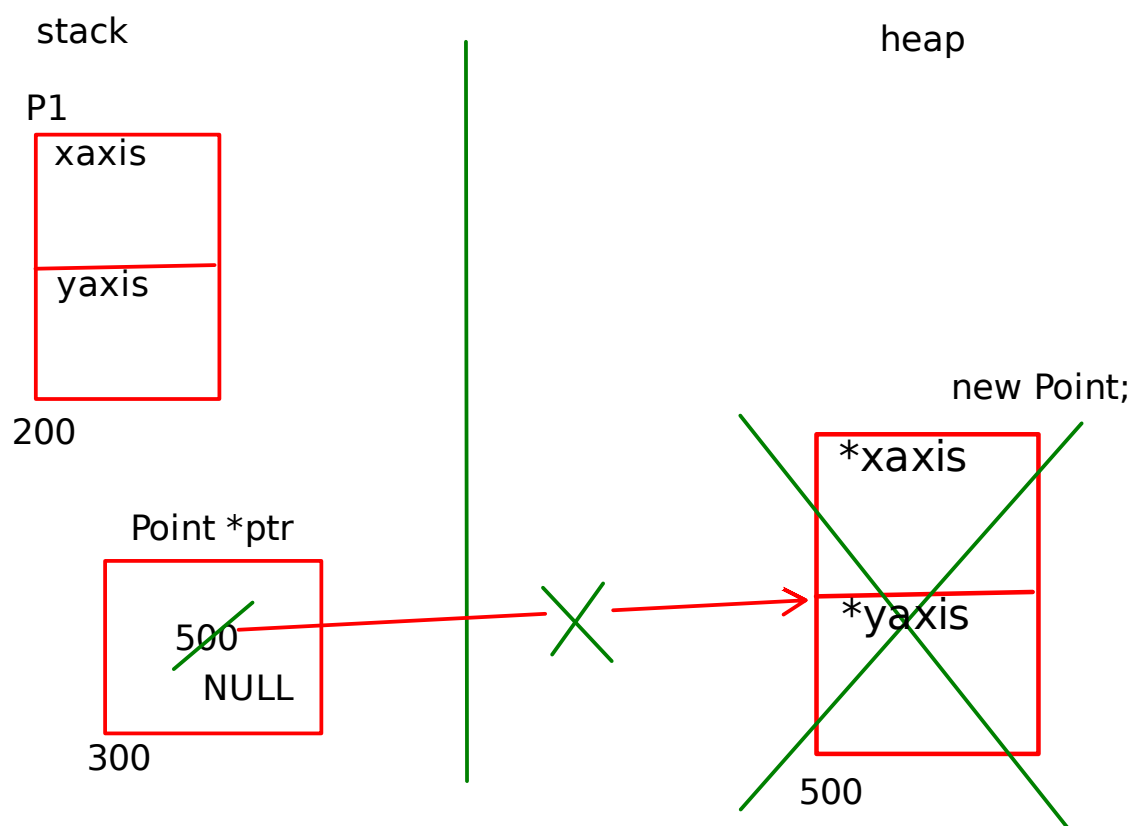 stack
heap
P1
xaxis
yaxis
200
new Point;
*xaxis
*yaxis
500
Point *ptr
500
NULL
300